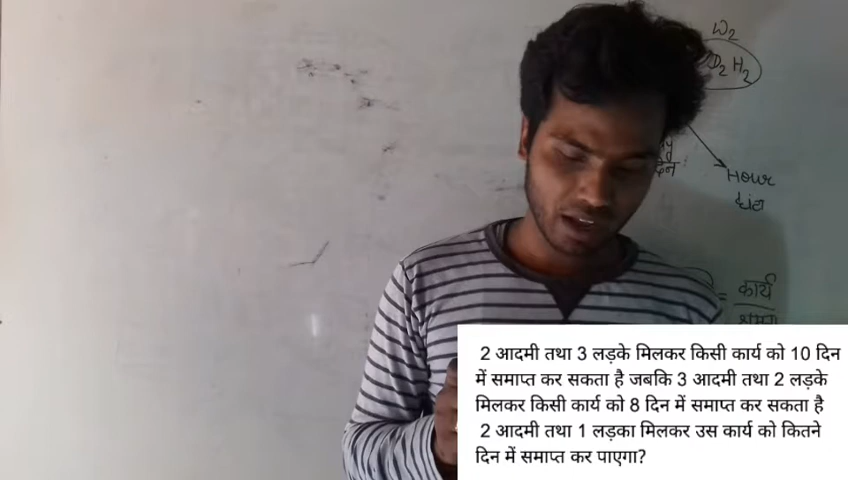 W₂
D₂ H₂
दिन
Hour
घंटा
= कार्य
2 आदमी तथा 3 लड़के मिलकर किसी कार्य को 10 दिन
में समाप्त कर सकता है जबकि 3 आदमी तथा 2 लड़के
मिलकर किसी कार्य को 8 दिन में समाप्त कर सकता है
2 आदमी तथा 1 लड़का मिलकर उस कार्य को कितने
दिन में समाप्त कर पाएगा?